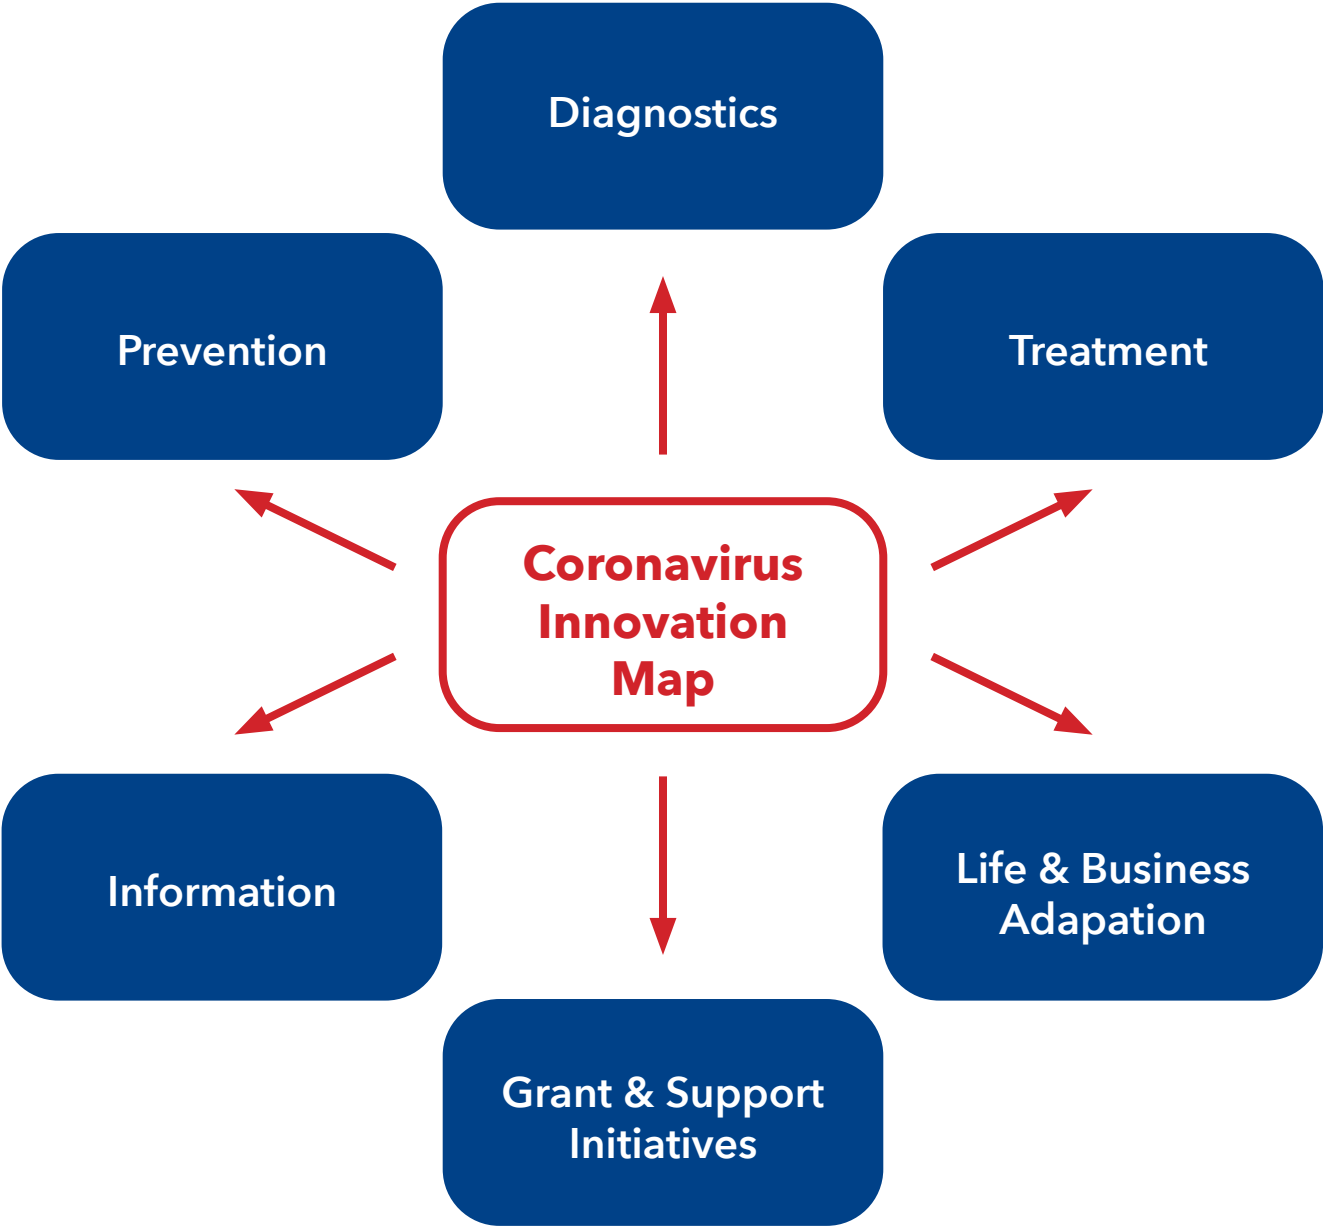 Diagnostics
Prevention
Treatment
Coronavirus
Innovation
Map
Information
Life & Business
Adapation
Grant & Support
Initiatives